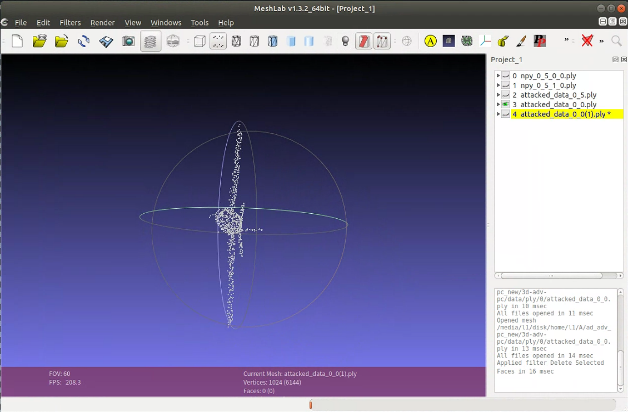 MeshLab v1.3.2_64bit - [Project_1]
File Edit Filters Render View Windows Tools Help
A
Project_1
0 npy_0_5_0_0.ply
1 npy_0_5_1_0.ply
2 attacked_data_0_5.ply
3 attacked_data_0_0.ply
4 attacked_data_0_0(1).ply *
pc_new/3d-adv-
pc/data/ply/0/attacked_data_0_0.
ply in 10 msec
All files opened in 11 msec
Opened mesh
/media/l1/disk/home/l1/A/ad_adv_
pc_new/3d-adv-
pc/data/ply/0/attacked_data_0_0.
ply in 13 msec
All files opened in 14 msec
Applied filter Delete Selected
Faces in 16 msec
FOV: 60
FPS: 208.3
Current Mesh: attacked_data_0_0(1).ply
Vertices: 1024 (6144)
Faces: 0 (0)